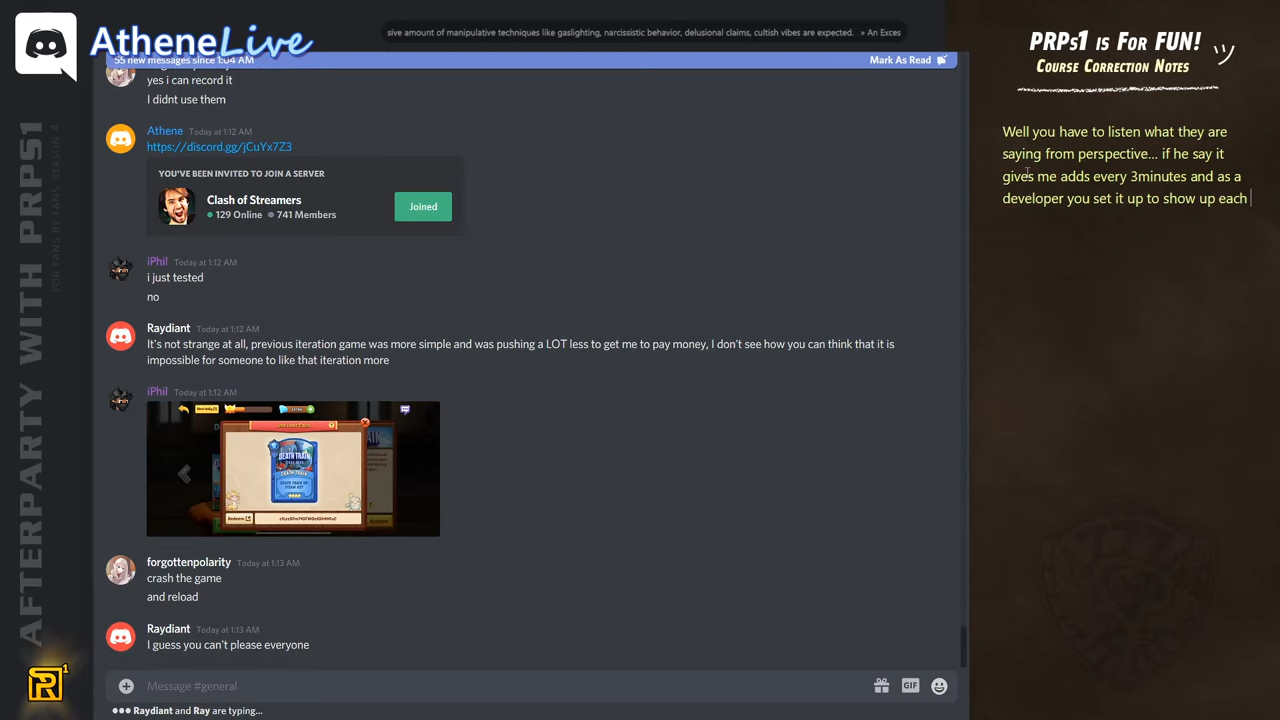 AtheneLive
sive amount of manipulative techniques like gaslighting, narcissistic behavior, delusional claims, cultish vibes are expected. » An Exces
55 new messages since 1:04 AM
Mark As Read
yes i can record it
I didnt use them
Athene Today at 1:12 AM
https://discord.gg/jCuYx7Z3
YOU'VE BEEN INVITED TO JOIN A SERVER
Clash of Streamers
129 Online 741 Members
Joined
iPhil Today at 1:12 AM
i just tested
no
Raydiant Today at 1:12 AM
It's not strange at all, previous iteration game was more simple and was pushing a LOT less to get me to pay money, I don't see how you can think that it is
impossible for someone to like that iteration more
iPhil Today at 1:12 AM
DEATH TRAIN
Redeem
forgottenpolarity Today at 1:13 AM
crash the game
and reload
Raydiant Today at 1:13 AM
I guess you can't please everyone
Message #general
GIF
Raydiant and Ray are typing...
PRPs1 is For FUN!
Course Correction Notes
ツ
Well you have to listen what they are
saying from perspective... if he say it
gives me adds every 3minutes and as a
developer you set it up to show up each
AFTERPARTY WITH PRPS1
FOR FANS BY FANS, SEASON 4
R1